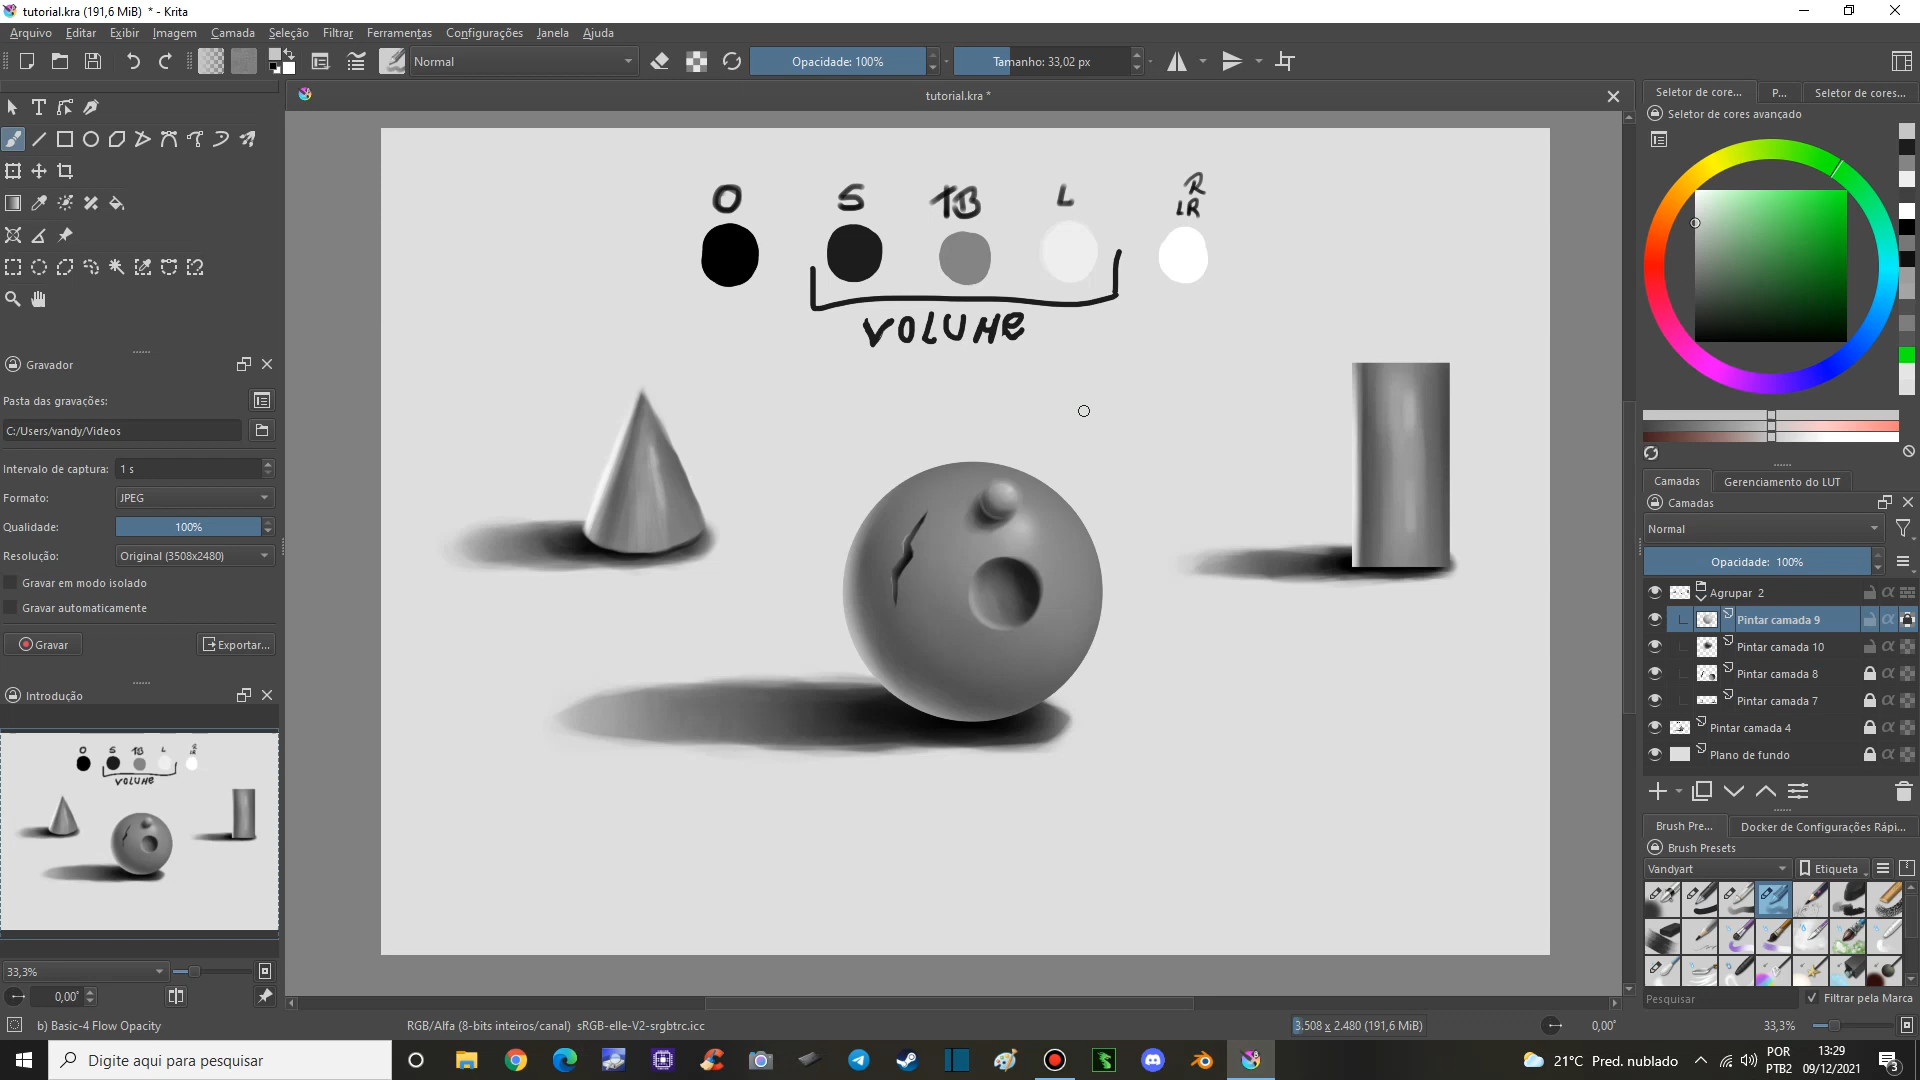 tutorial.kra (191,6 MiB) * - Krita
Arquivo Editar Exibir Imagem Camada Seleção Filtrar Ferramentas Configurações Janela Ajuda
Normal Opacidade: 100% Tamanho: 33,02 px
tutorial.kra *
Seletor de core... P... Seletor de cores...
Seletor de cores avançado
O S TB L R
LR
VOLUME
Gravador
Pasta das gravações:
C:/Users/vandy/Videos
Intervalo de captura: 1 s
Formato: JPEG
Qualidade: 100%
Resolução: Original (3508x2480)
Gravar em modo isolado
Gravar automaticamente
Gravar Exportar...
Introdução
O S TB L R
LR
VOLUME
33,3%
0,00°
Camadas Gerenciamento do LUT
Camadas
Normal
Opacidade: 100%
Agrupar 2
Pintar camada 9
Pintar camada 10
Pintar camada 8
Pintar camada 7
Pintar camada 4
Plano de fundo
Brush Pre... Docker de Configurações Rápi...
Brush Presets
Vandyart Etiqueta
Pesquisar Filtrar pela Marca
b) Basic-4 Flow Opacity RGB/Alfa (8-bits inteiros/canal) sRGB-elle-V2-srgbtrc.icc 3.508 x 2.480 (191,6 MiB) 0,00° 33,3%
Digite aqui para pesquisar
21°C Pred. nublado
POR
PTB2
13:29
09/12/2021
3